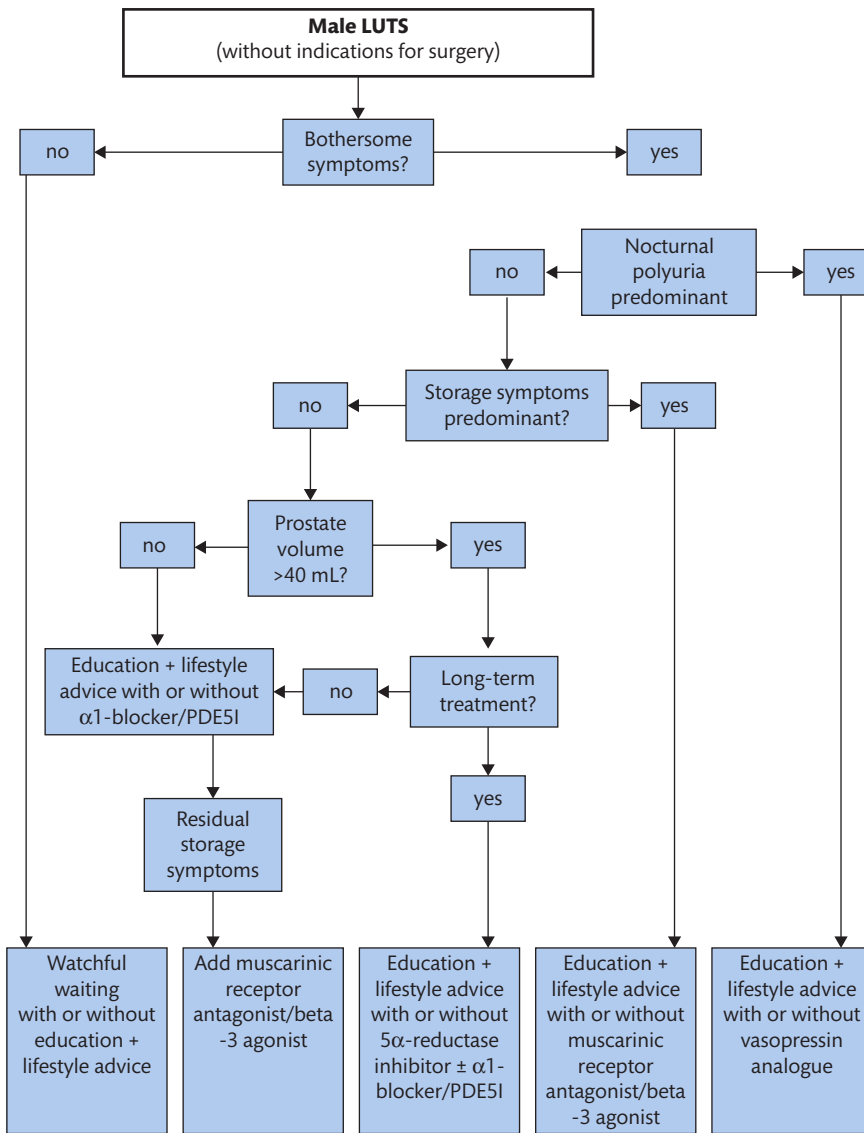 Male LUTS
(without indications for surgery)
no
Bothersome
symptoms?
yes
no
Nocturnal
polyuria
predominant
yes
no
Storage symptoms
predominant?
yes
no
Prostate
volume
>40 mL?
yes
Education + lifestyle
advice with or without
α1-blocker/PDE5I
no
Long-term
treatment?
yes
Residual
storage
symptoms
Watchful
waiting
with or without
education +
lifestyle advice
Add muscarinic
receptor
antagonist/beta
-3 agonist
Education +
lifestyle advice
with or without
5α-reductase
inhibitor ± α1-
blocker/PDE5I
Education +
lifestyle advice
with or without
muscarinic
receptor
antagonist/beta
-3 agonist
Education +
lifestyle advice
with or without
vasopressin
analogue